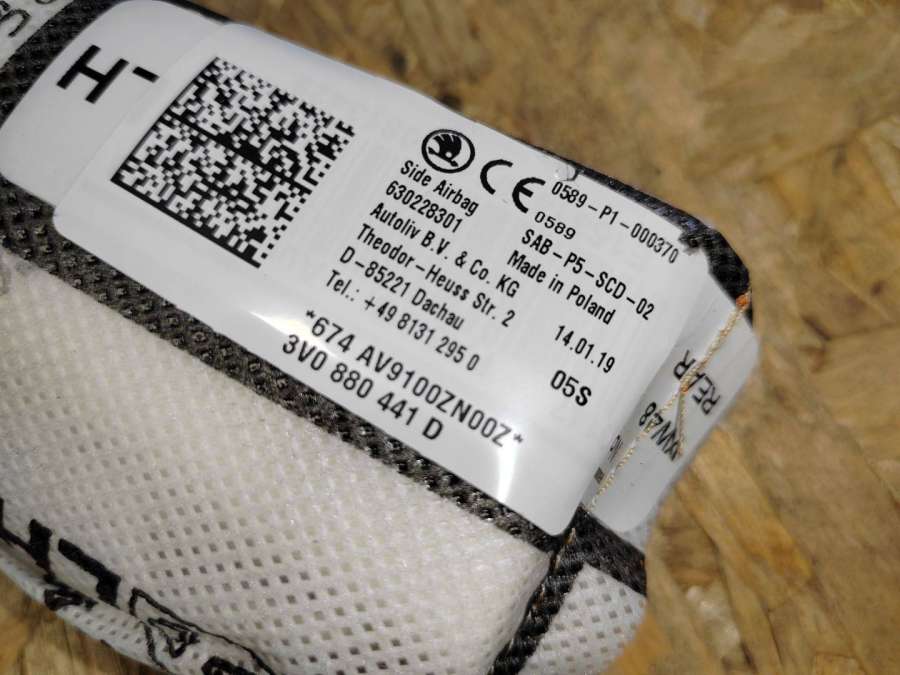 H-
CE
0589-P1-000370
0589
Side Airbag
SAB-P5-SCD-02
630228301
Made in Poland
Autoliv B.V. & Co. KG
Theodor-Heuss Str. 2
14.01.19
D-85221 Dachau
Tel.: +49 8131 295 0
05S
*674 AV9100ZN00Z*
3V0 880 441 D
REAR